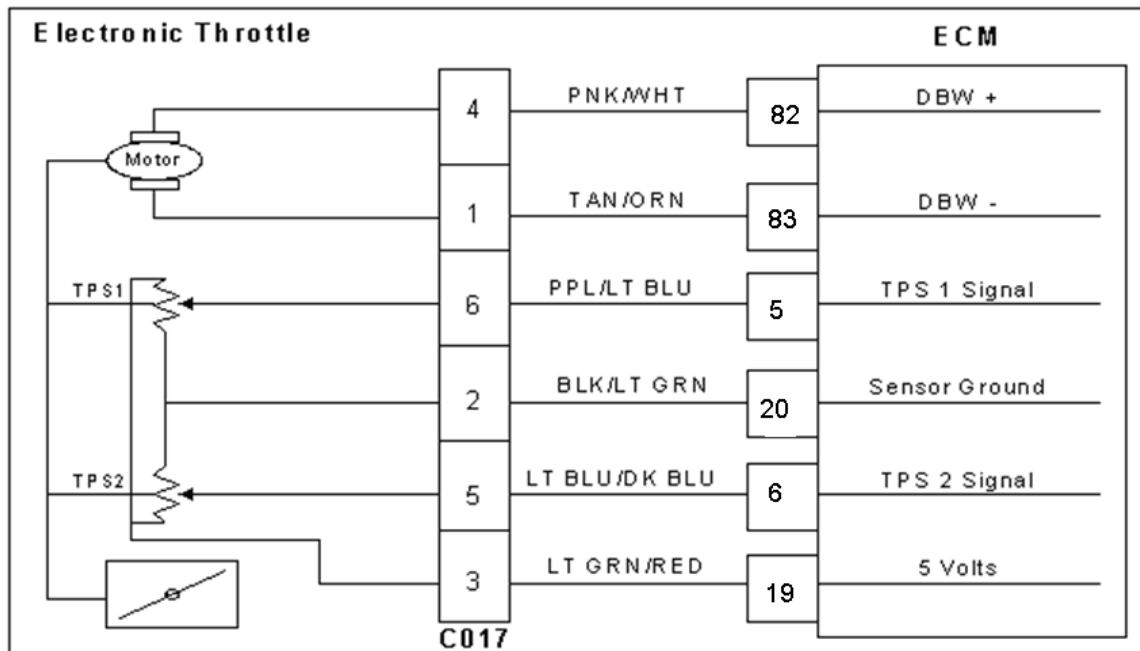 Electronic Throttle
ECM
4 PNK/WHT 82 DBW +
Motor
1 TAN/ORN 83 DBW -
TPS1 6 PPL/LT BLU 5 TPS 1 Signal
2 BLK/LT GRN 20 Sensor Ground
TPS2 5 LT BLU/DK BLU 6 TPS 2 Signal
3 LT GRN/RED 19 5 Volts
C017